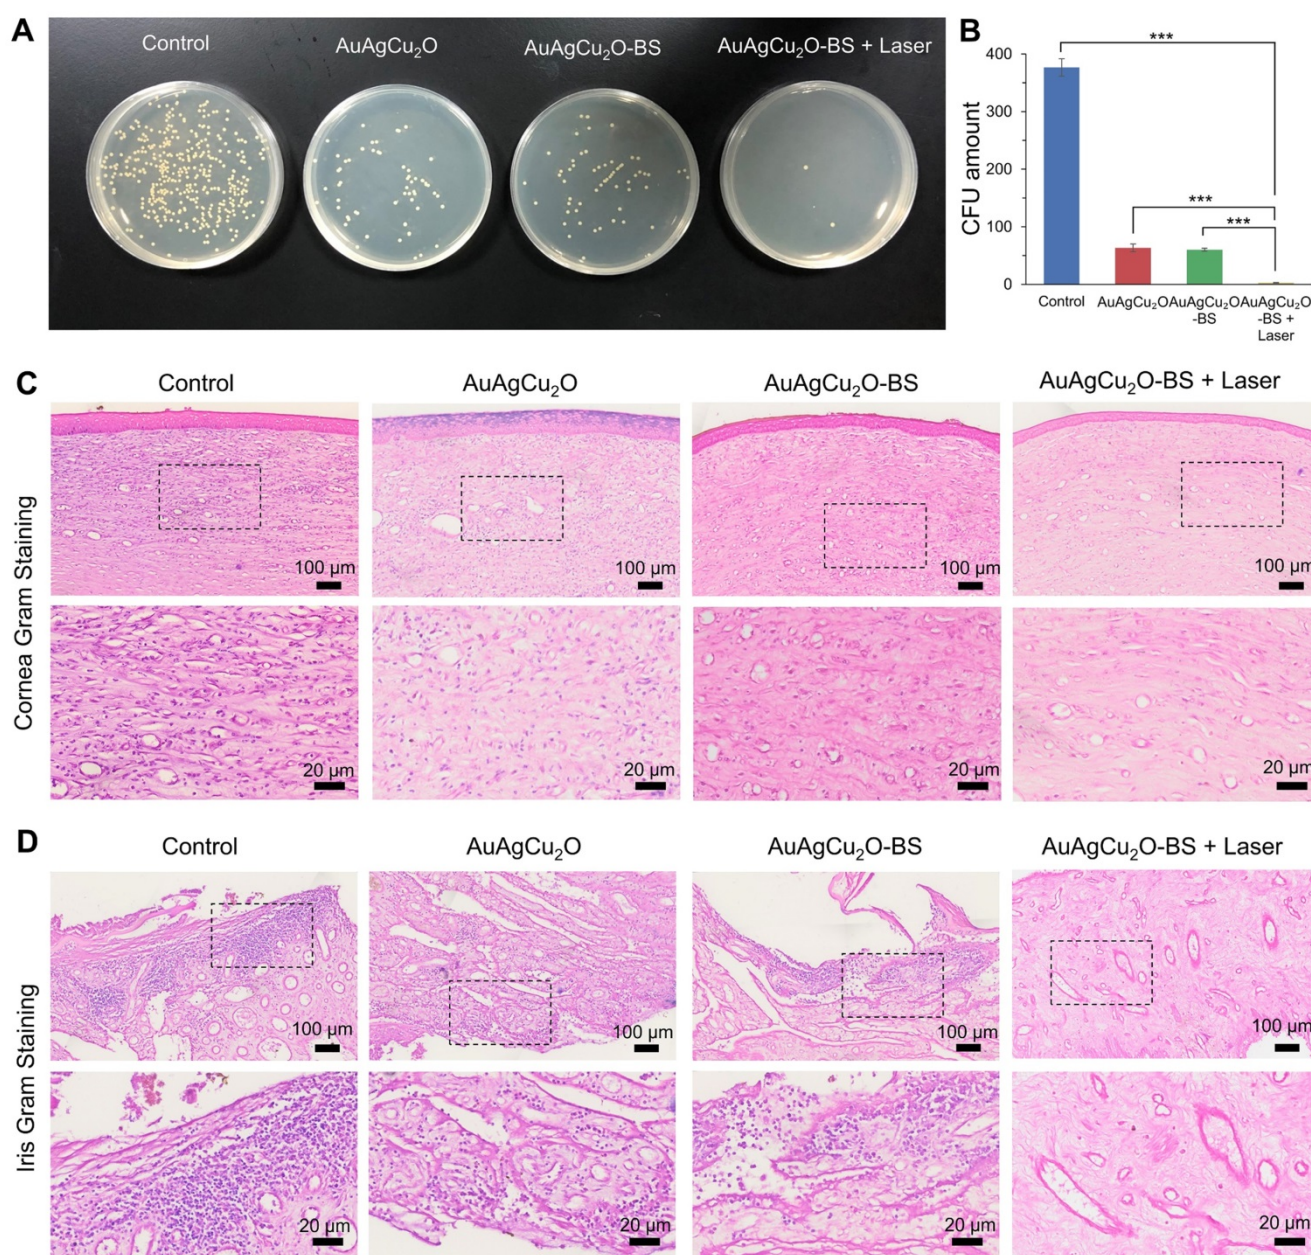 A
Control
AuAgCu₂O
AuAgCu₂O-BS
AuAgCu₂O-BS + Laser
B
CFU amount
400
300
200
100
0
***
***
***
Control
AuAgCu₂O
AuAgCu₂O
-BS
AuAgCu₂O
-BS +
Laser
C
Control
AuAgCu₂O
AuAgCu₂O-BS
AuAgCu₂O-BS + Laser
Cornea Gram Staining
100 µm
100 µm
100 µm
100 µm
20 µm
20 µm
20 µm
20 µm
D
Control
AuAgCu₂O
AuAgCu₂O-BS
AuAgCu₂O-BS + Laser
Iris Gram Staining
100 µm
100 µm
100 µm
100 µm
20 µm
20 µm
20 µm
20 µm